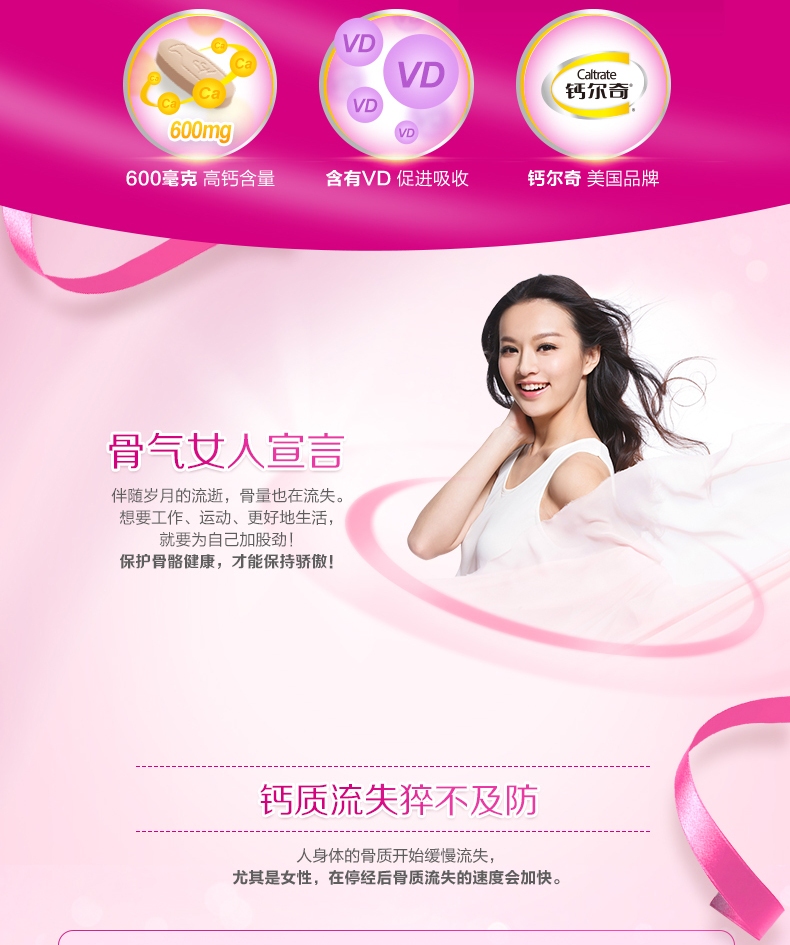 Ca
Ca
Ca
Ca
Ca
600mg
VD
VD
VD
VD
Caltrate
钙尔奇®
600毫克 高钙含量
含有VD 促进吸收
钙尔奇 美国品牌
骨气女人宣言
伴随岁月的流逝，骨量也在流失。
想要工作、运动、更好地生活，
就要为自己加股劲！
保护骨骼健康，才能保持骄傲！
钙质流失猝不及防
人身体的骨质开始缓慢流失，
尤其是女性，在停经后骨质流失的速度会加快。